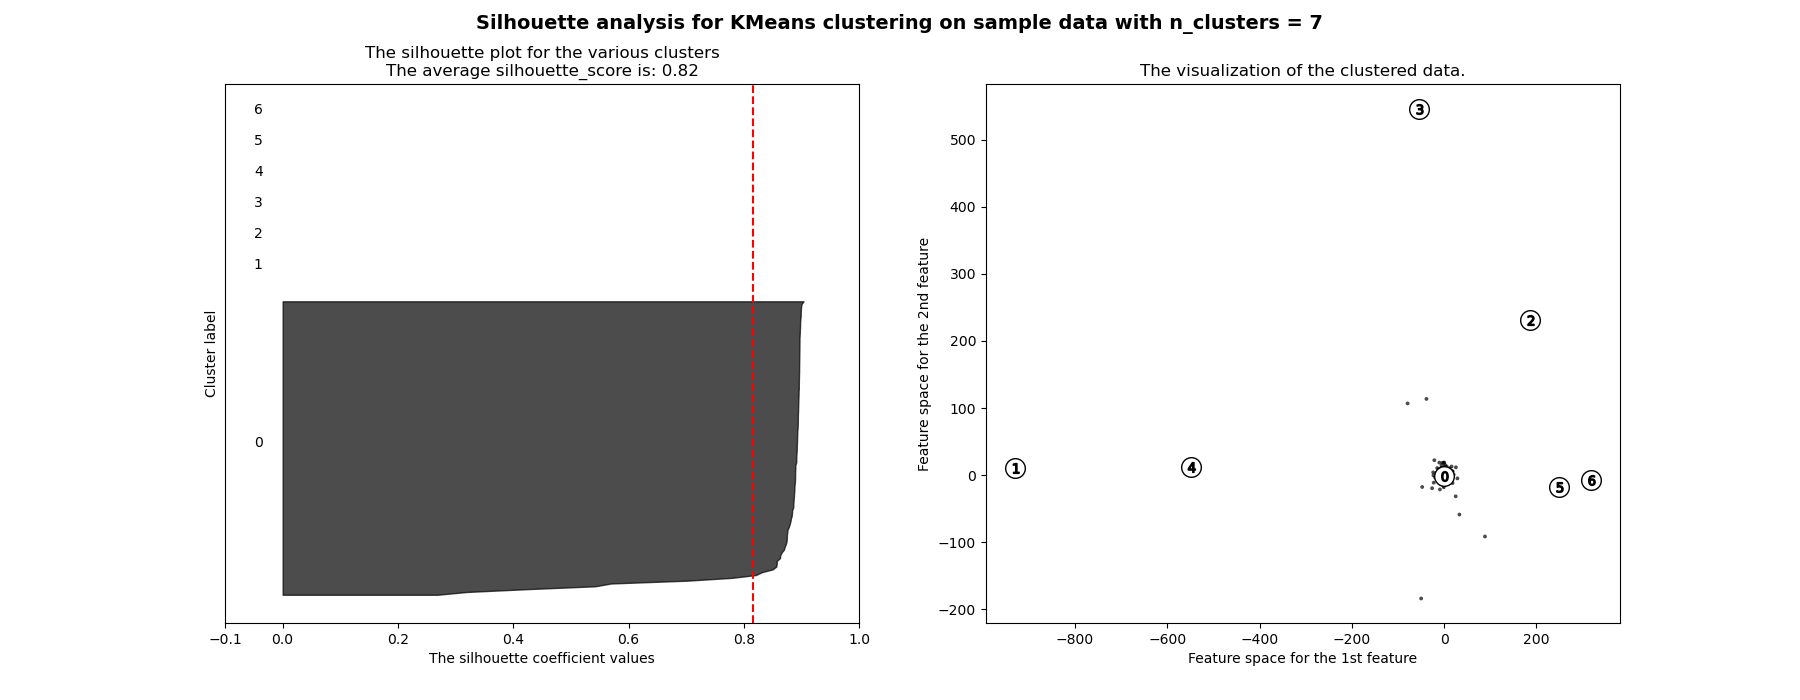 Silhouette analysis for KMeans clustering on sample data with n_clusters = 7
The silhouette plot for the various clusters
The average silhouette_score is: 0.82
6
5
4
3
2
1
0
Cluster label
−0.1 0.0 0.2 0.4 0.6 0.8 1.0
The silhouette coefficient values
The visualization of the clustered data.
500
400
300
200
100
0
−100
−200
Feature space for the 2nd feature
3
2
1
4
0
5
6
−800 −600 −400 −200 0 200
Feature space for the 1st feature